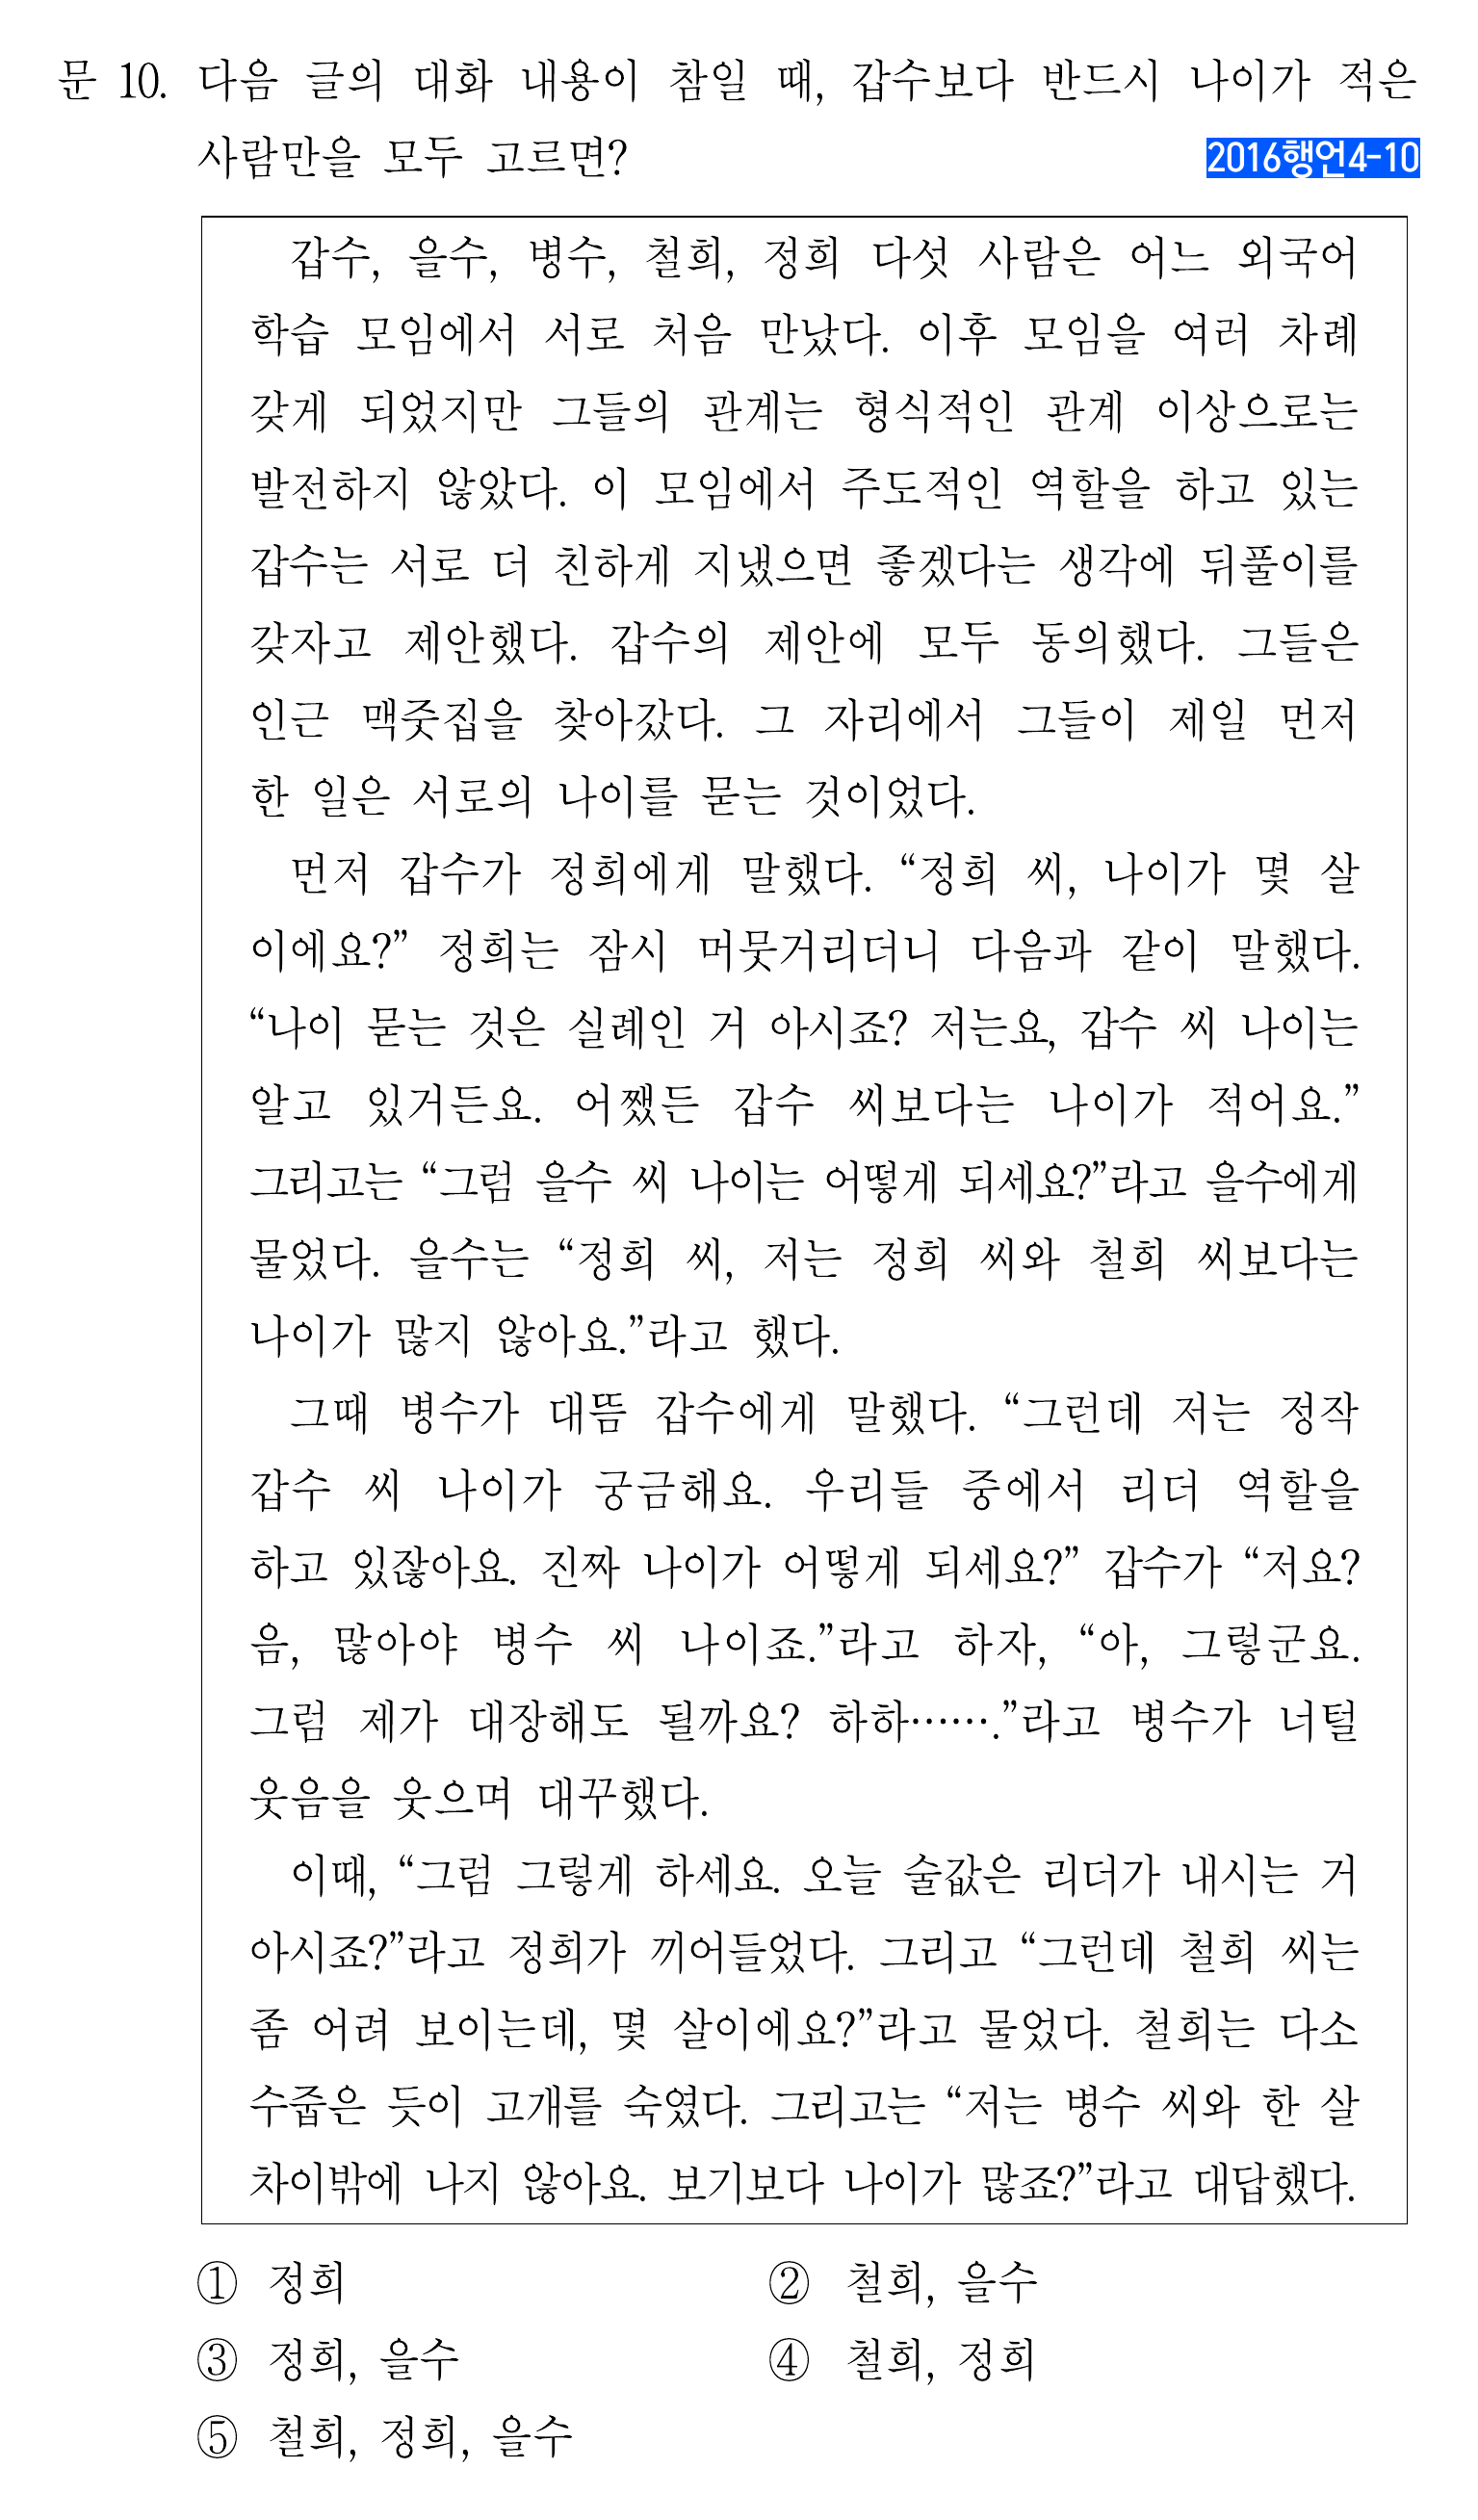 문 10. 다음 글의 대화 내용이 참일 때, 갑수보다 반드시 나이가 적은
사람만을 모두 고르면?
2016행언4-10
갑수, 을수, 병수, 철희, 정희 다섯 사람은 어느 외국어
학습 모임에서 서로 처음 만났다. 이후 모임을 여러 차례
갖게 되었지만 그들의 관계는 형식적인 관계 이상으로는
발전하지 않았다. 이 모임에서 주도적인 역할을 하고 있는
갑수는 서로 더 친하게 지냈으면 좋겠다는 생각에 뒤풀이를
갖자고 제안했다. 갑수의 제안에 모두 동의했다. 그들은
인근 맥줏집을 찾아갔다. 그 자리에서 그들이 제일 먼저
한 일은 서로의 나이를 묻는 것이었다.
먼저 갑수가 정희에게 말했다. “정희 씨, 나이가 몇 살
이에요?” 정희는 잠시 머뭇거리더니 다음과 같이 말했다.
“나이 묻는 것은 실례인 거 아시죠? 저는요, 갑수 씨 나이는
알고 있거든요. 어쨌든 갑수 씨보다는 나이가 적어요.”
그리고는 “그럼 을수 씨 나이는 어떻게 되세요?”라고 을수에게
물었다. 을수는 “정희 씨, 저는 정희 씨와 철희 씨보다는
나이가 많지 않아요.”라고 했다.
그때 병수가 대뜸 갑수에게 말했다. “그런데 저는 정작
갑수 씨 나이가 궁금해요. 우리들 중에서 리더 역할을
하고 있잖아요. 진짜 나이가 어떻게 되세요?” 갑수가 “저요?
음, 많아야 병수 씨 나이죠.”라고 하자, “아, 그렇군요.
그럼 제가 대장해도 될까요? 하하…….”라고 병수가 너털
웃음을 웃으며 대꾸했다.
이때, “그럼 그렇게 하세요. 오늘 술값은 리더가 내시는 거
아시죠?”라고 정희가 끼어들었다. 그리고 “그런데 철희 씨는
좀 어려 보이는데, 몇 살이에요?”라고 물었다. 철희는 다소
수줍은 듯이 고개를 숙였다. 그리고는 “저는 병수 씨와 한 살
차이밖에 나지 않아요. 보기보다 나이가 많죠?”라고 대답했다.
① 정희 ② 철희, 을수
③ 정희, 을수 ④ 철희, 정희
⑤ 철희, 정희, 을수